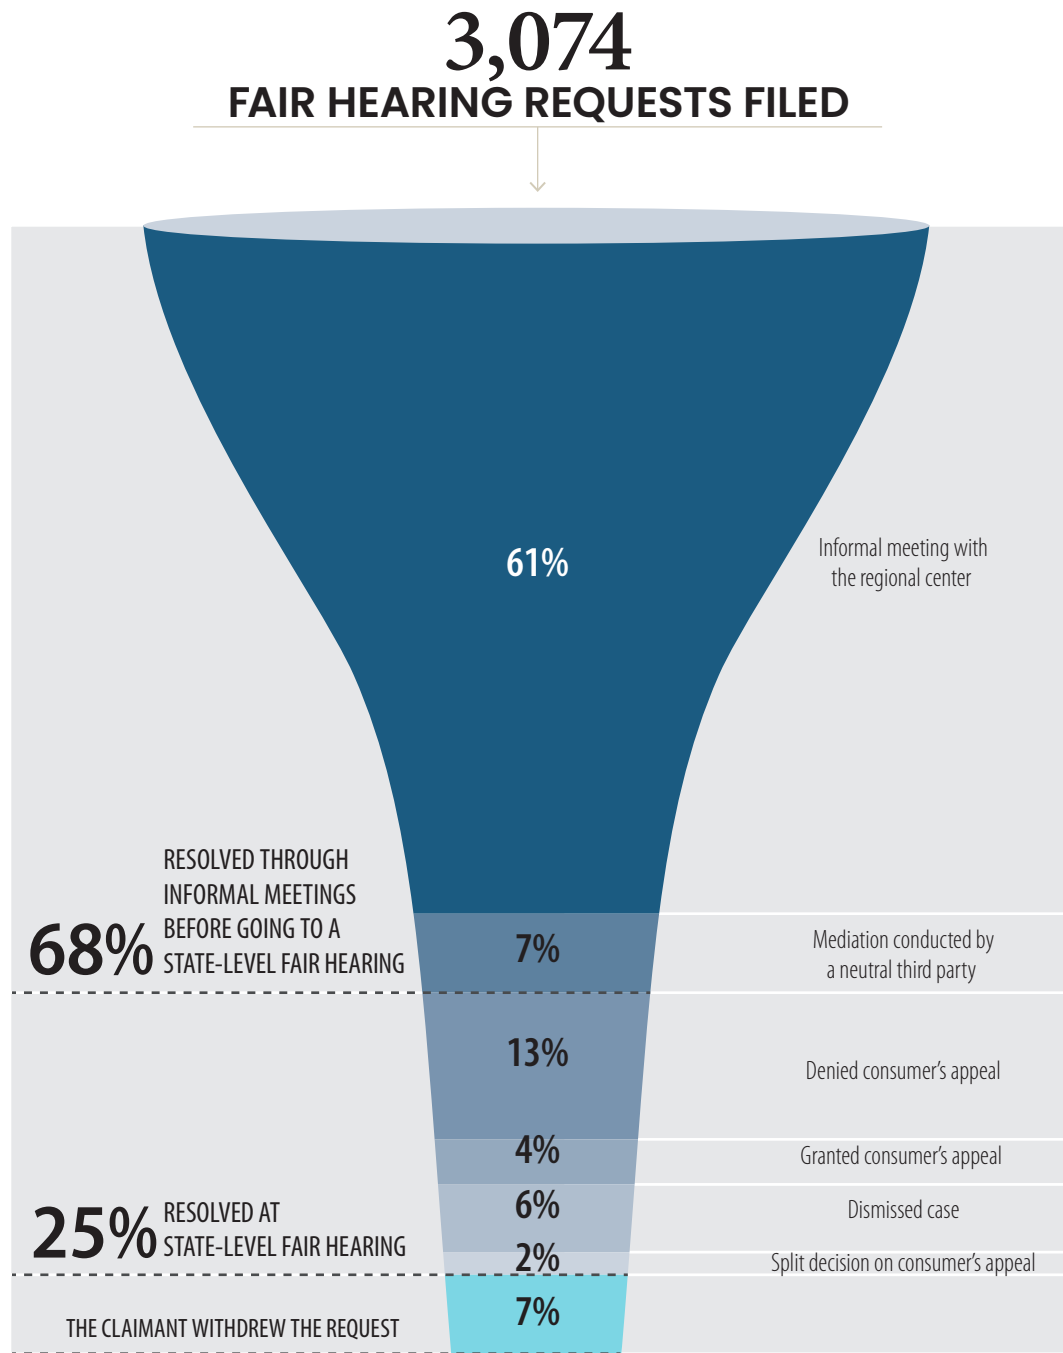 3,074
FAIR HEARING REQUESTS FILED
61%
Informal meeting with
the regional center
68%
RESOLVED THROUGH
INFORMAL MEETINGS
BEFORE GOING TO A
STATE-LEVEL FAIR HEARING
7%
Mediation conducted by
a neutral third party
13%
Denied consumer’s appeal
4%
Granted consumer’s appeal
25%
RESOLVED AT
STATE-LEVEL FAIR HEARING
6%
Dismissed case
2%
Split decision on consumer’s appeal
THE CLAIMANT WITHDREW THE REQUEST
7%